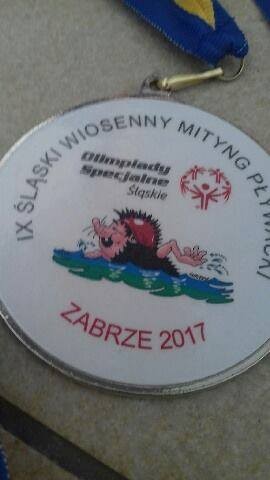 IX ŚLĄSKI WIOSENNY MITYNG PŁYWACKI
Olimpiady
Specjalne
Śląskie
ZABRZE 2017